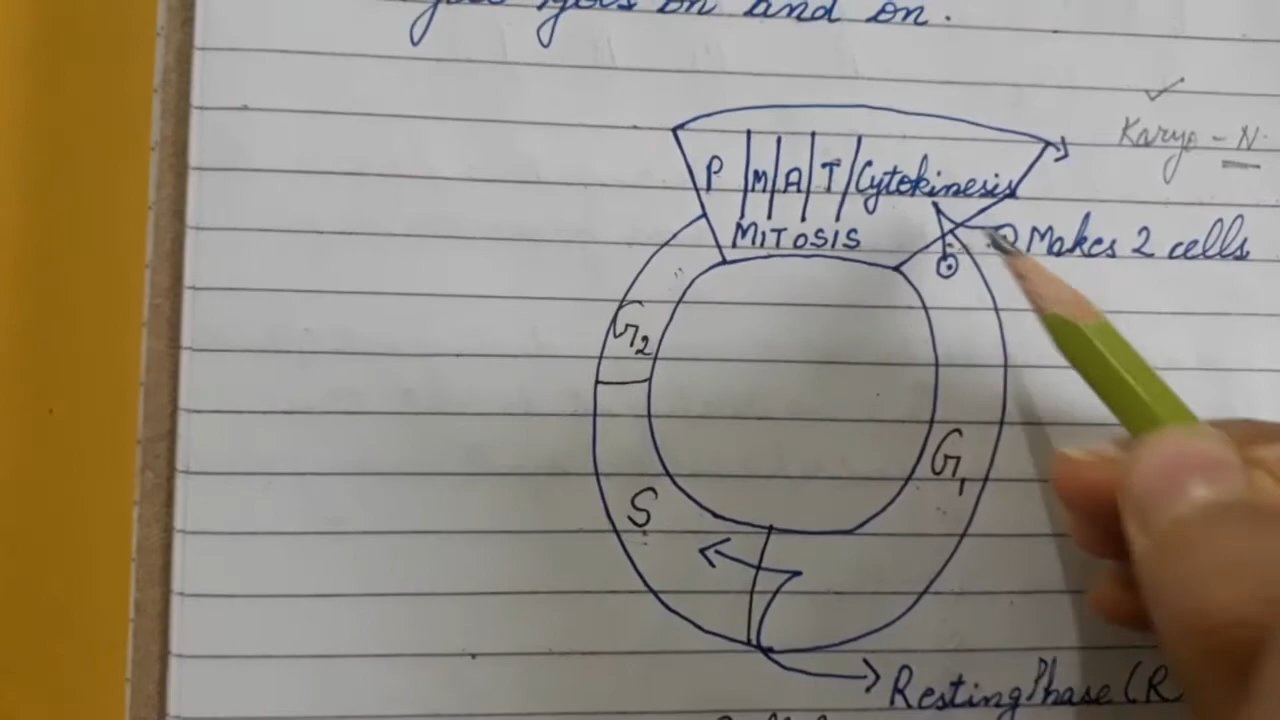 goes on and on.
Karyo - N
P M A T Cytokinesis
MITOSIS
Makes 2 cells
G2
G1
S
Resting Phase (R